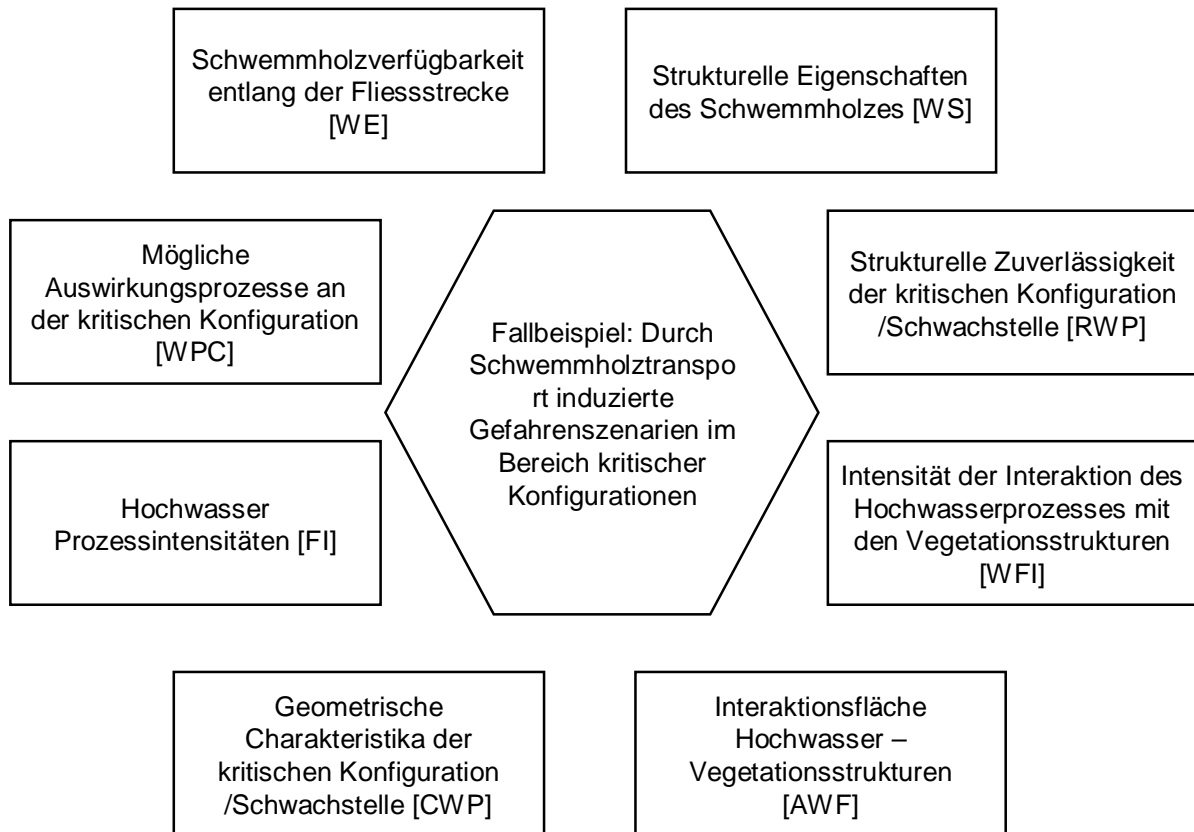 Schwemmholzverfügbarkeit
entlang der Fliessstrecke
[WE]
Strukturelle Eigenschaften
des Schwemmholzes [WS]
Mögliche
Auswirkungsprozesse an
der kritischen Konfiguration
[WPC]
Strukturelle Zuverlässigkeit
der kritischen Konfiguration
/Schwachstelle [RWP]
Fallbeispiel: Durch
Schwemmholztranspo
rt induzierte
Gefahrenszenarien im
Bereich kritischer
Konfigurationen
Hochwasser
Prozessintensitäten [FI]
Intensität der Interaktion des
Hochwasserprozesses mit
den Vegetationsstrukturen
[WFI]
Geometrische
Charakteristika der
kritischen Konfiguration
/Schwachstelle [CWP]
Interaktionsfläche
Hochwasser –
Vegetationsstrukturen
[AWF]